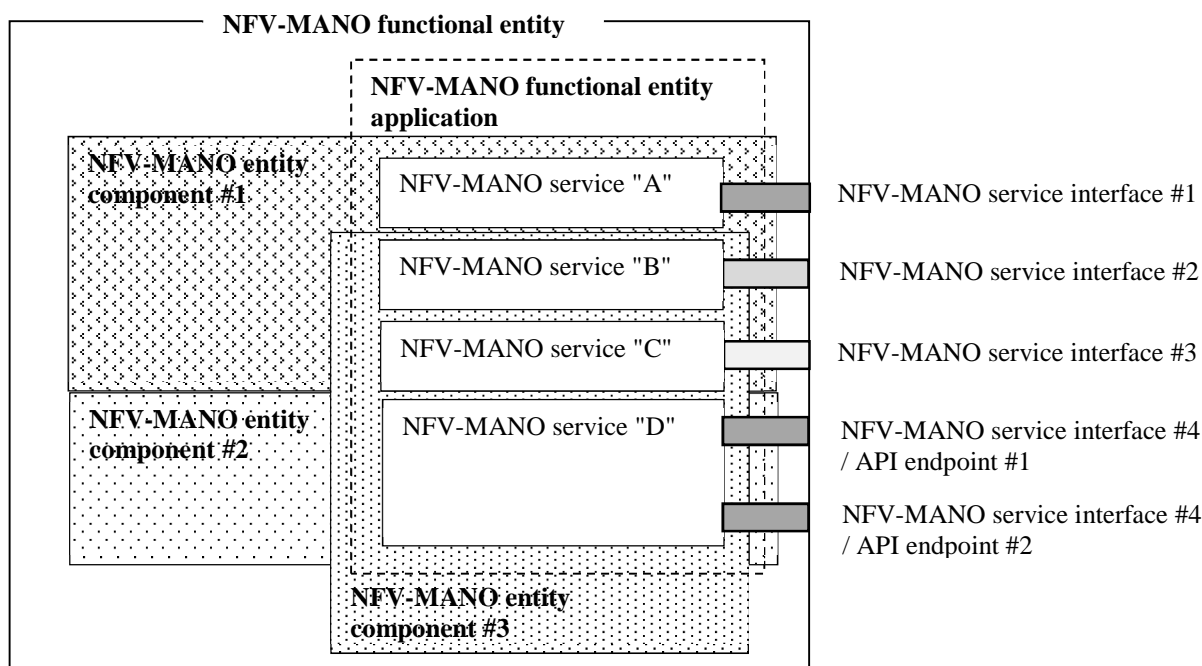 NFV-MANO functional entity
NFV-MANO functional entity
application
NFV-MANO entity
component #1
NFV-MANO service "A"
NFV-MANO service interface #1
NFV-MANO service "B"
NFV-MANO service interface #2
NFV-MANO service "C"
NFV-MANO service interface #3
NFV-MANO entity
component #2
NFV-MANO service "D"
NFV-MANO service interface #4
/ API endpoint #1
NFV-MANO service interface #4
/ API endpoint #2
NFV-MANO entity
component #3